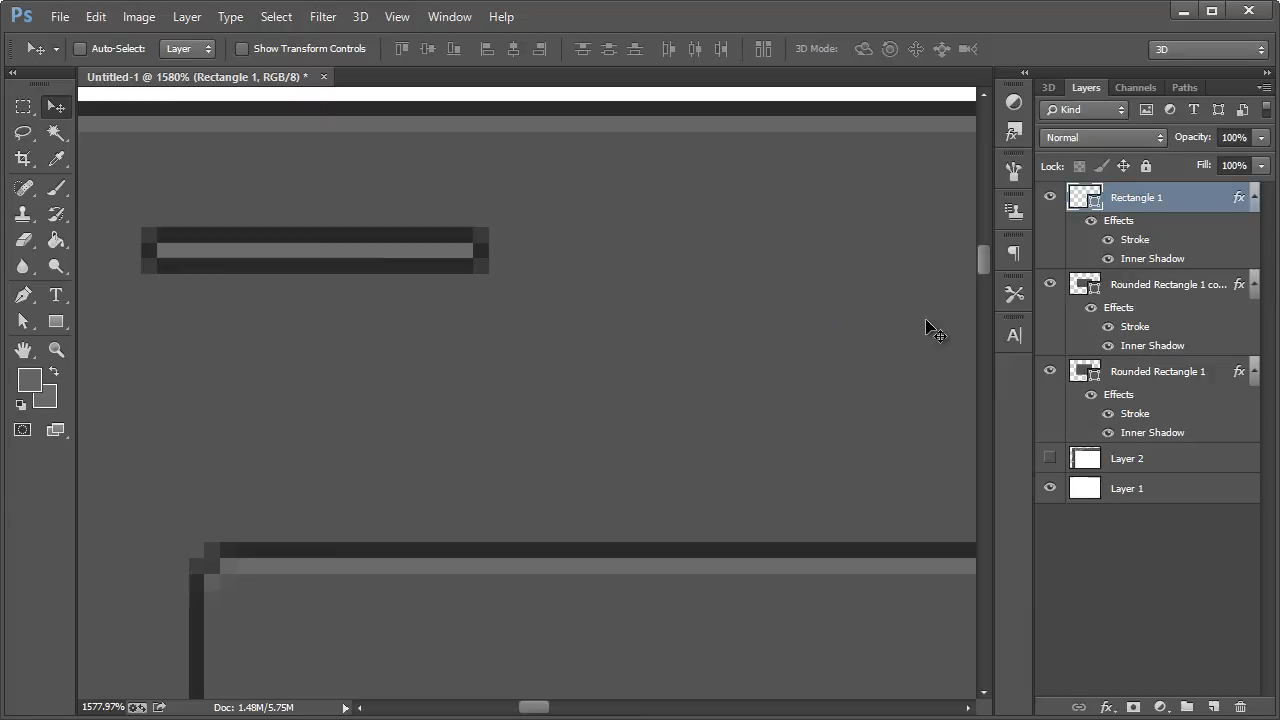 Ps File Edit Image Layer Type Select Filter 3D View Window Help
Auto-Select: Layer Show Transform Controls 3D Mode: 3D
Untitled-1 @ 1580% (Rectangle 1, RGB/8) * ×
3D Layers Channels Paths
Kind
Normal Opacity: 100%
Lock: Fill: 100%
Rectangle 1 fx
Effects
Stroke
Inner Shadow
Rounded Rectangle 1 co... fx
Effects
Stroke
Inner Shadow
Rounded Rectangle 1 fx
Effects
Stroke
Inner Shadow
Layer 2
Layer 1
1577.97% Doc: 1.48M/5.75M